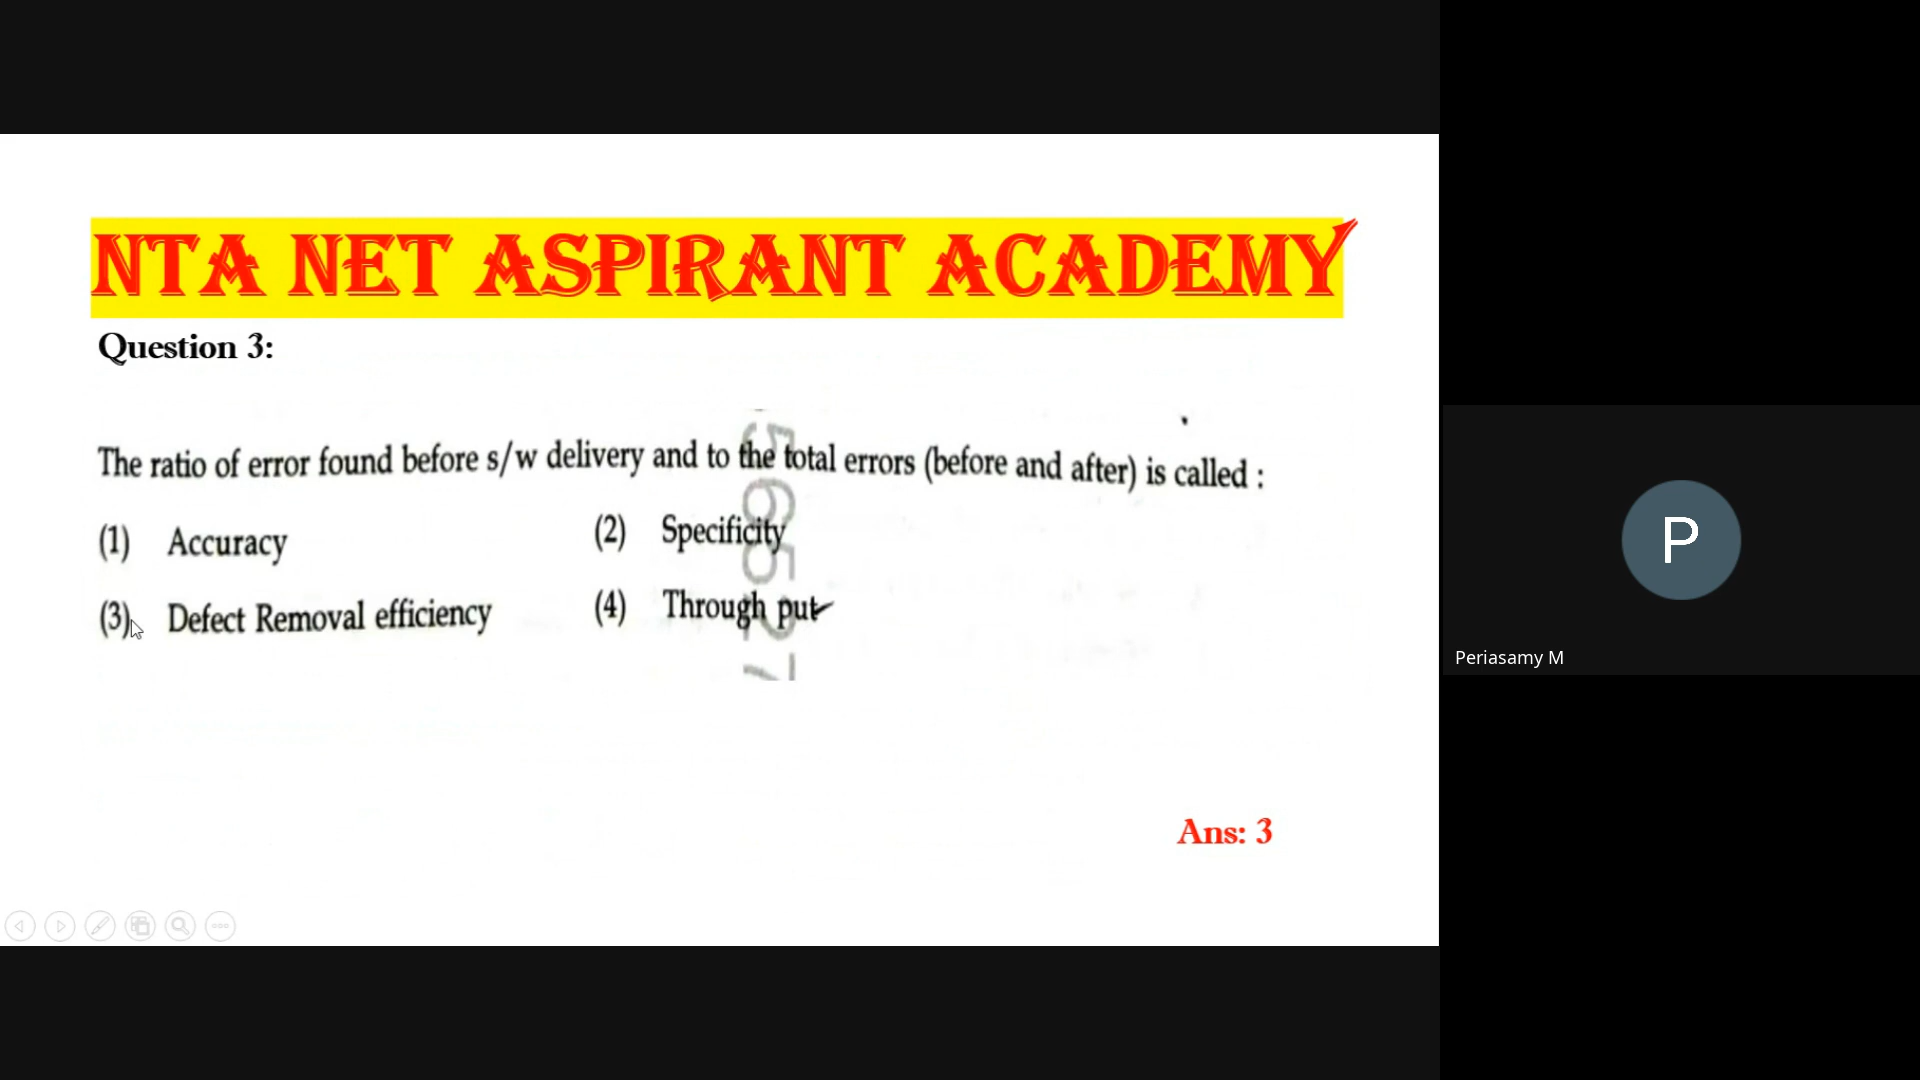 NTA NET ASPIRANT ACADEMY
Question 3:
The ratio of error found before s/w delivery and to the total errors (before and after) is called :
(1) Accuracy (2) Specificity
(3) Defect Removal efficiency (4) Through put
Ans: 3
P
Periasamy M